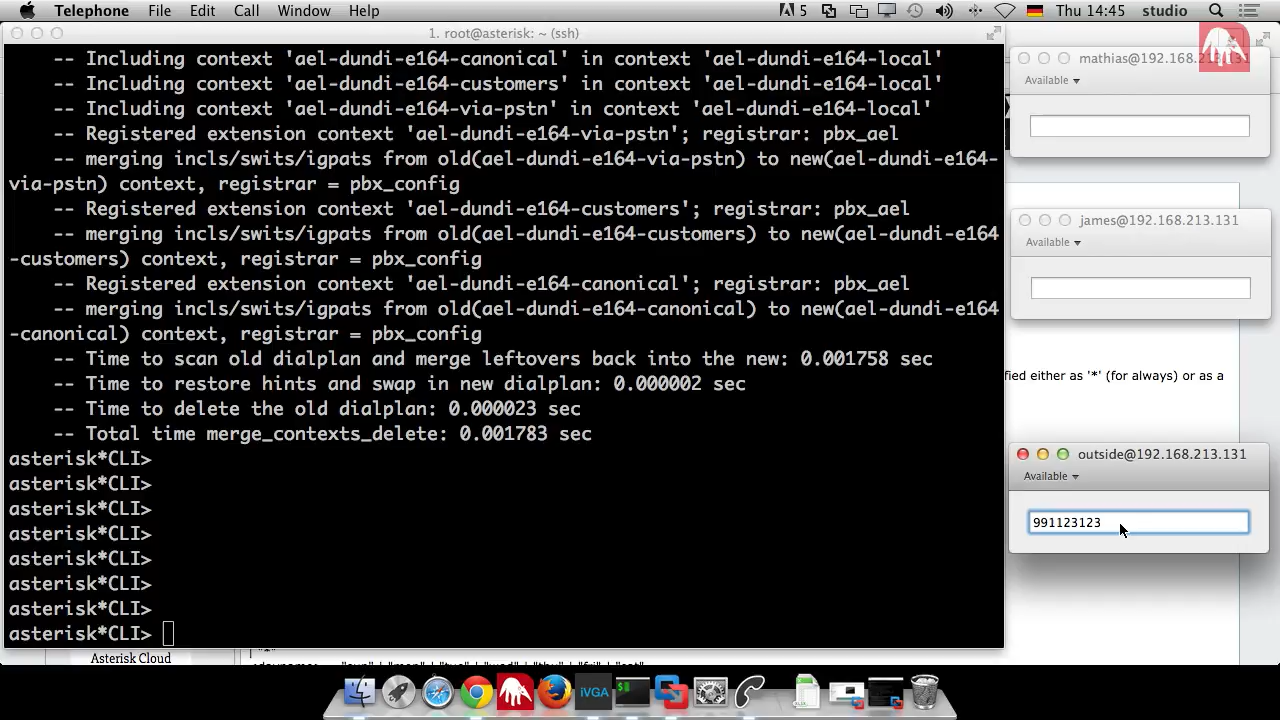 Telephone File Edit Call Window Help 5 Thu 14:45 studio
1. root@asterisk: ~ (ssh)
-- Including context 'ael-dundi-e164-canonical' in context 'ael-dundi-e164-local'
-- Including context 'ael-dundi-e164-customers' in context 'ael-dundi-e164-local'
-- Including context 'ael-dundi-e164-via-pstn' in context 'ael-dundi-e164-local'
-- Registered extension context 'ael-dundi-e164-via-pstn'; registrar: pbx_ael
-- merging incls/swits/igpats from old(ael-dundi-e164-via-pstn) to new(ael-dundi-e164-
via-pstn) context, registrar = pbx_config
-- Registered extension context 'ael-dundi-e164-customers'; registrar: pbx_ael
-- merging incls/swits/igpats from old(ael-dundi-e164-customers) to new(ael-dundi-e164
-customers) context, registrar = pbx_config
-- Registered extension context 'ael-dundi-e164-canonical'; registrar: pbx_ael
-- merging incls/swits/igpats from old(ael-dundi-e164-canonical) to new(ael-dundi-e164
-canonical) context, registrar = pbx_config
-- Time to scan old dialplan and merge leftovers back into the new: 0.001758 sec
-- Time to restore hints and swap in new dialplan: 0.000002 sec
-- Time to delete the old dialplan: 0.000023 sec
-- Total time merge_contexts_delete: 0.001783 sec
asterisk*CLI>
asterisk*CLI>
asterisk*CLI>
asterisk*CLI>
asterisk*CLI>
asterisk*CLI>
asterisk*CLI>
asterisk*CLI>
mathias@192.168.213.131
Available
james@192.168.213.131
Available
fied either as '*' (for always) or as a
outside@192.168.213.131
Available
991123123
Asterisk Cloud
iVGA